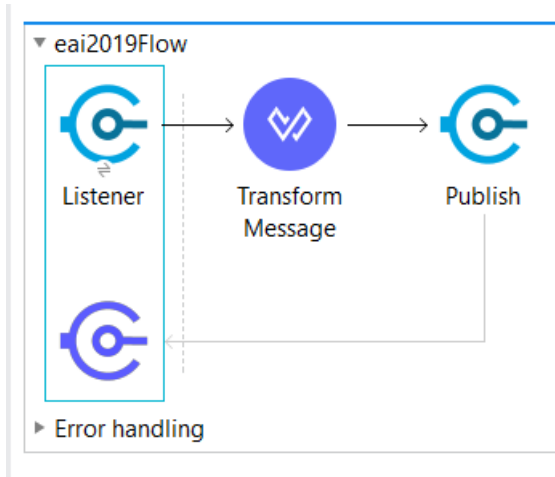 eai2019Flow
Listener
Transform
Message
Publish
Error handling